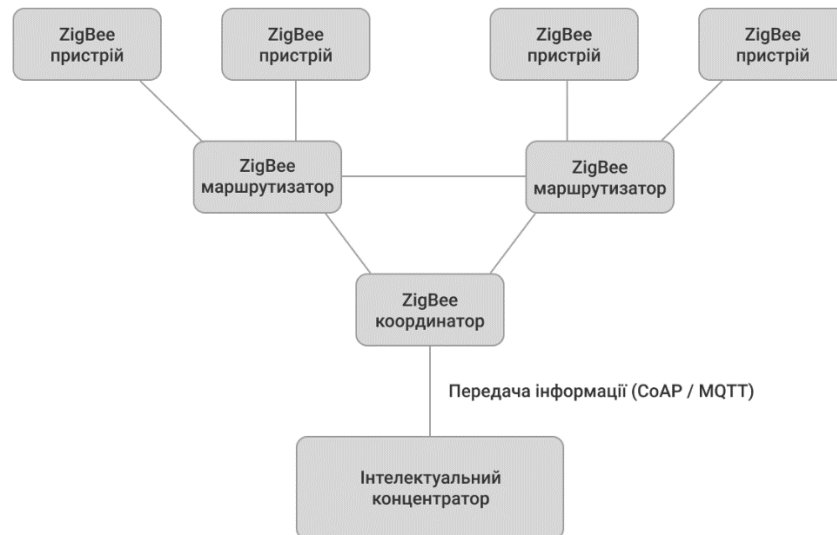 ZigBee
пристрій
ZigBee
пристрій
ZigBee
пристрій
ZigBee
пристрій
ZigBee
маршрутизатор
ZigBee
маршрутизатор
ZigBee
координатор
Передача інформації (CoAP / MQTT)
Інтелектуальний
концентратор